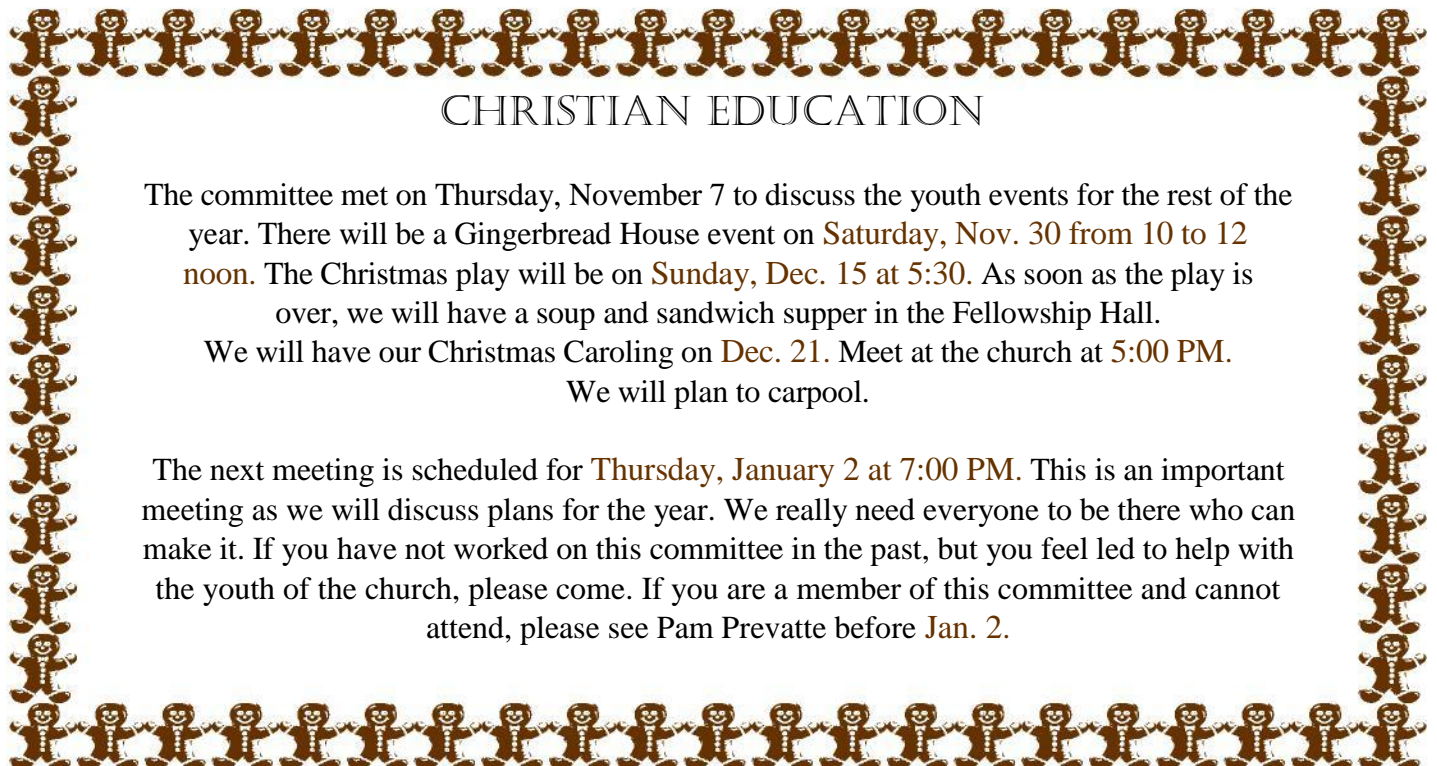 CHRISTIAN EDUCATION
The committee met on Thursday, November 7 to discuss the youth events for the rest of the
year. There will be a Gingerbread House event on Saturday, Nov. 30 from 10 to 12
noon. The Christmas play will be on Sunday, Dec. 15 at 5:30. As soon as the play is
over, we will have a soup and sandwich supper in the Fellowship Hall.
We will have our Christmas Caroling on Dec. 21. Meet at the church at 5:00 PM.
We will plan to carpool.
The next meeting is scheduled for Thursday, January 2 at 7:00 PM. This is an important
meeting as we will discuss plans for the year. We really need everyone to be there who can
make it. If you have not worked on this committee in the past, but you feel led to help with
the youth of the church, please come. If you are a member of this committee and cannot
attend, please see Pam Prevatte before Jan. 2.